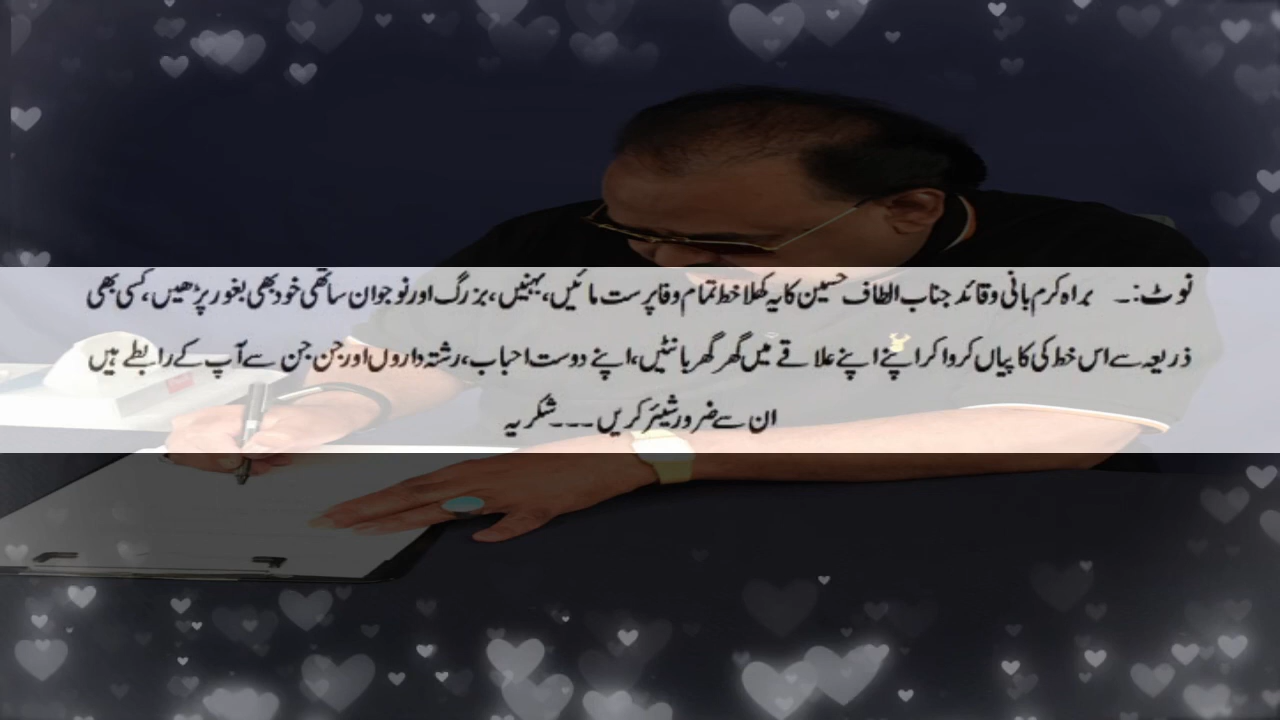 نوٹ:۔ براہ کرم بانی و قائد جناب الطاف حسین کا یہ کھلا خط تمام وفا پرست مائیں، بہنیں، بزرگ اور نوجوان ساتھی خود بھی بغور پڑھیں، کسی بھی
ذریعہ سے اس خط کی کاپیاں کروا کر اپنے اپنے علاقے میں گھر گھر بانٹیں، اپنے دوست احباب، رشتہ داروں اور جن جن سے آپ کے رابطے ہیں
ان سے ضرور شیئر کریں ۔۔۔ شکریہ